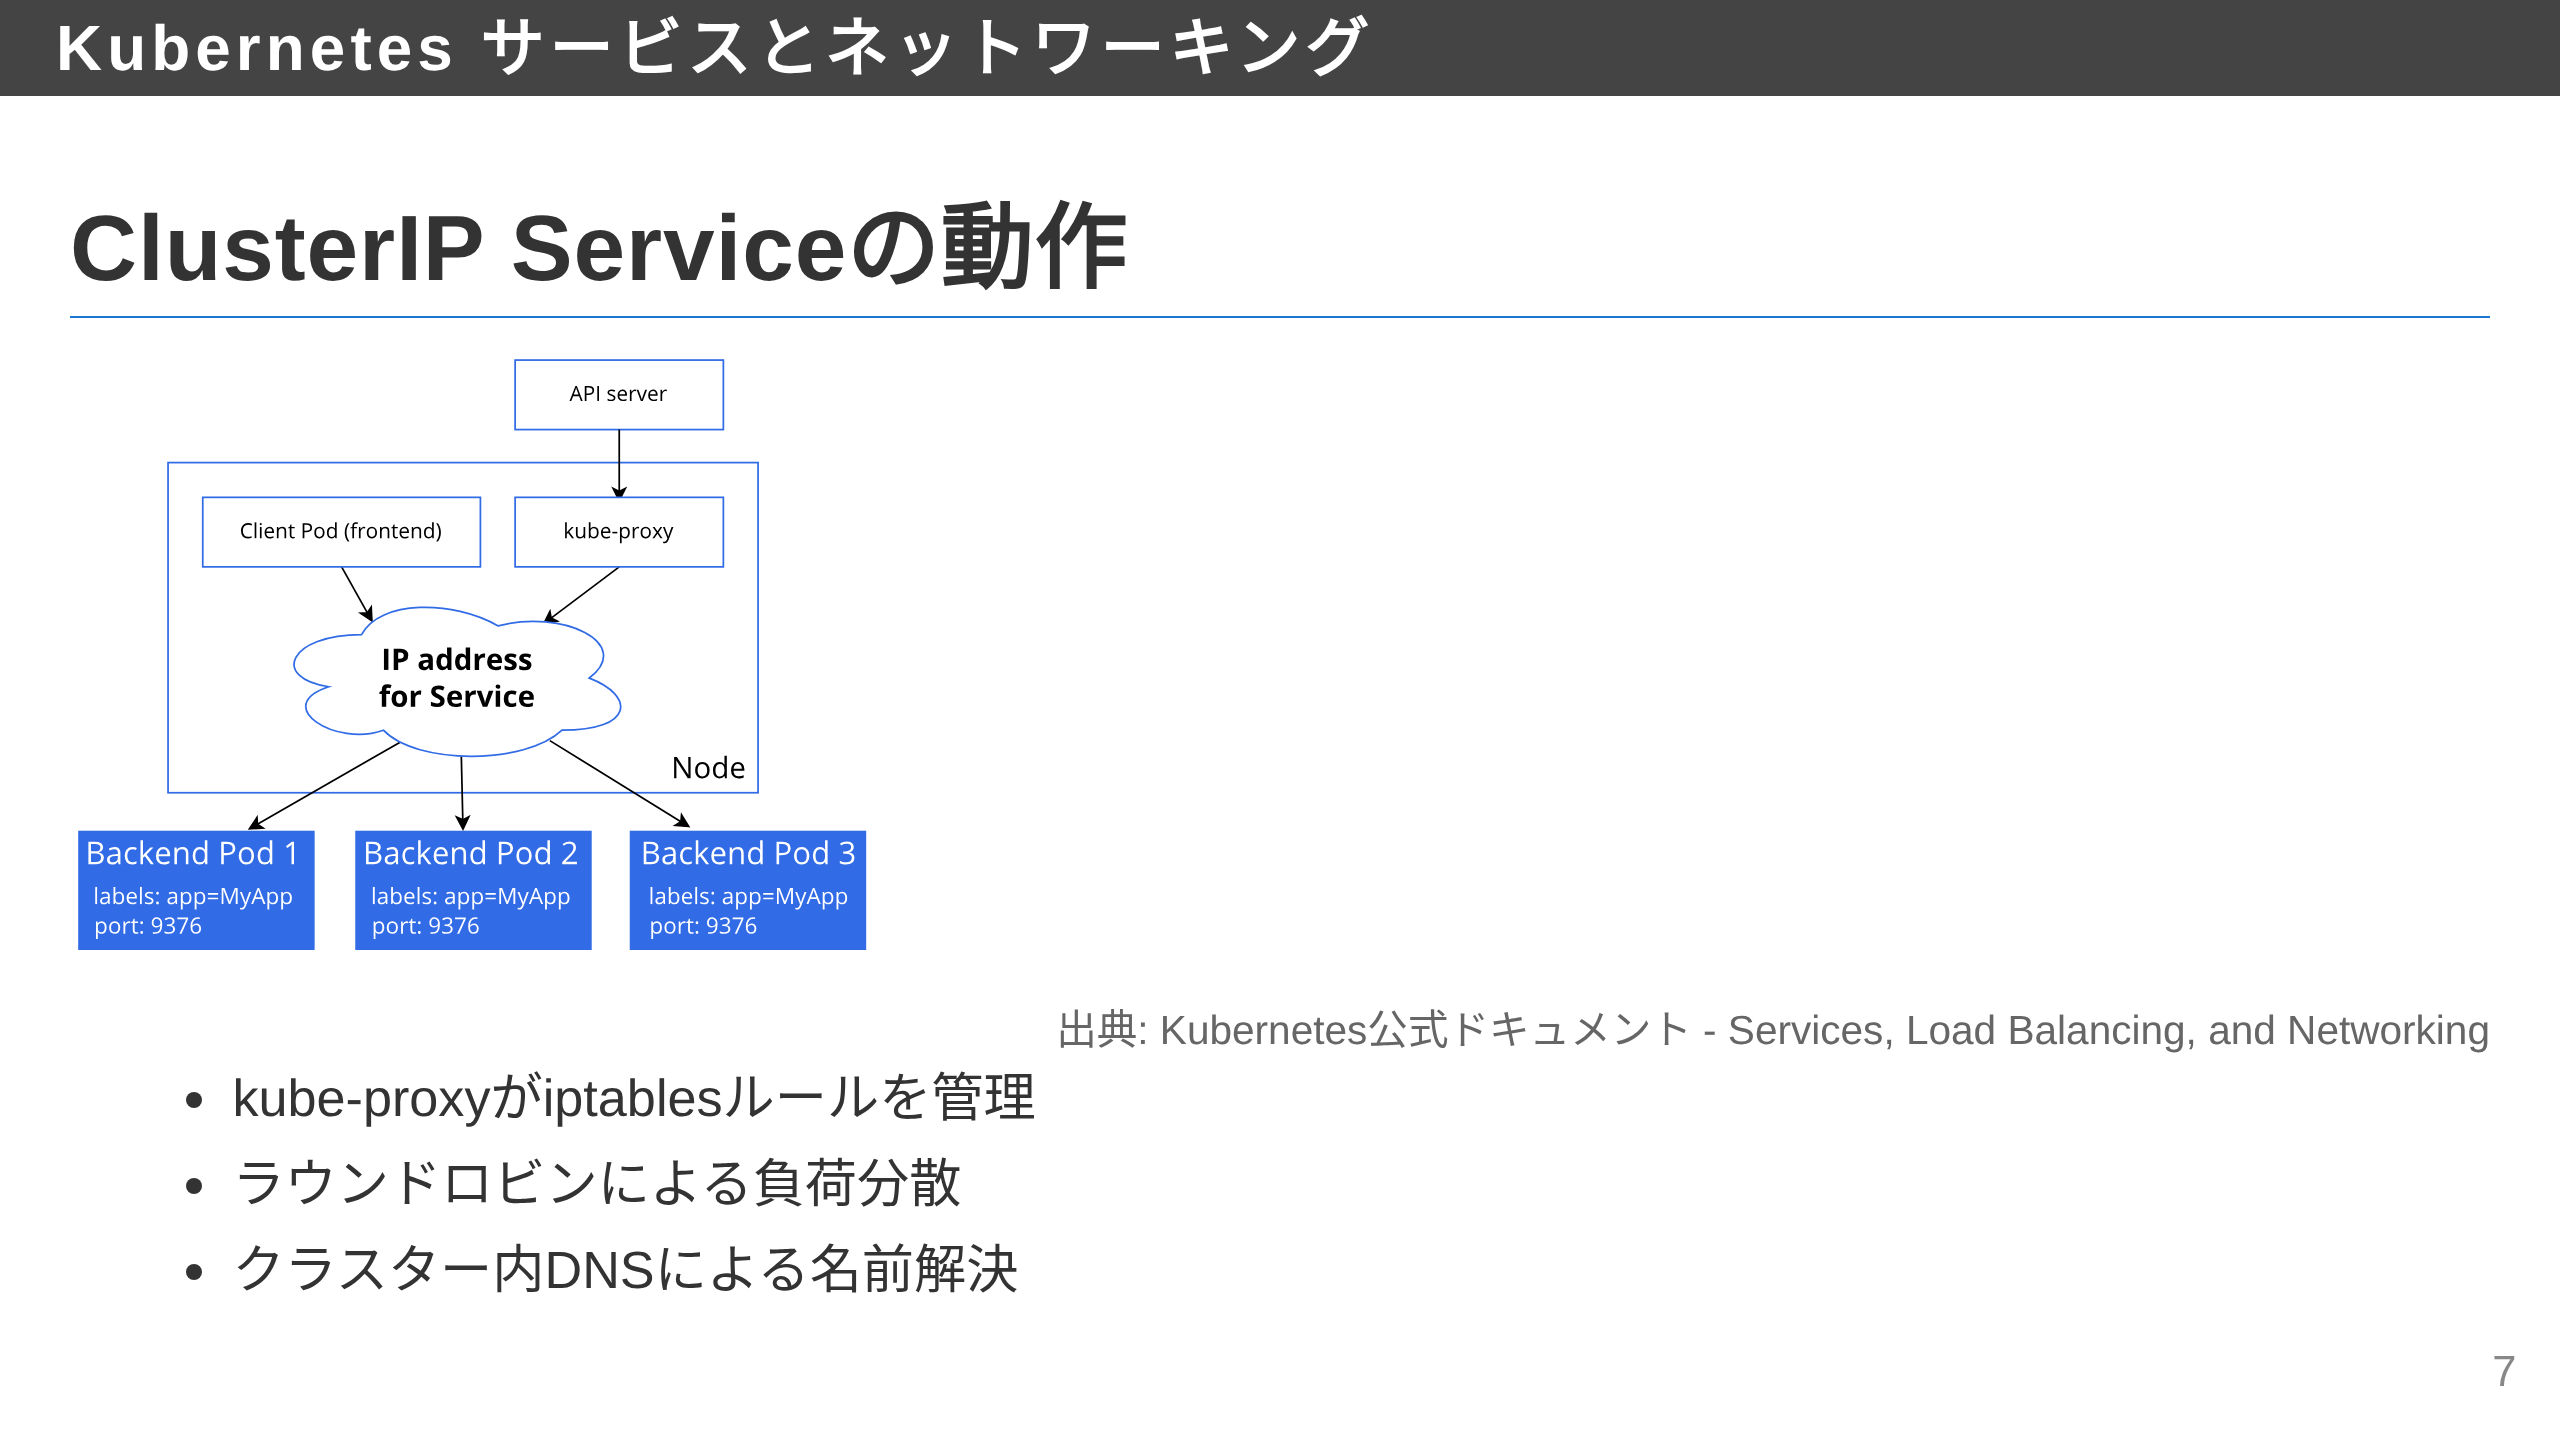 Kubernetes サービスとネットワーキング
ClusterIP Serviceの動作
API server
Client Pod (frontend)
kube-proxy
IP address
for Service
Node
Backend Pod 1
labels: app=MyApp
port: 9376
Backend Pod 2
labels: app=MyApp
port: 9376
Backend Pod 3
labels: app=MyApp
port: 9376
出典: Kubernetes公式ドキュメント - Services, Load Balancing, and Networking
• kube-proxyがiptablesルールを管理
• ラウンドロビンによる負荷分散
• クラスター内DNSによる名前解決
7